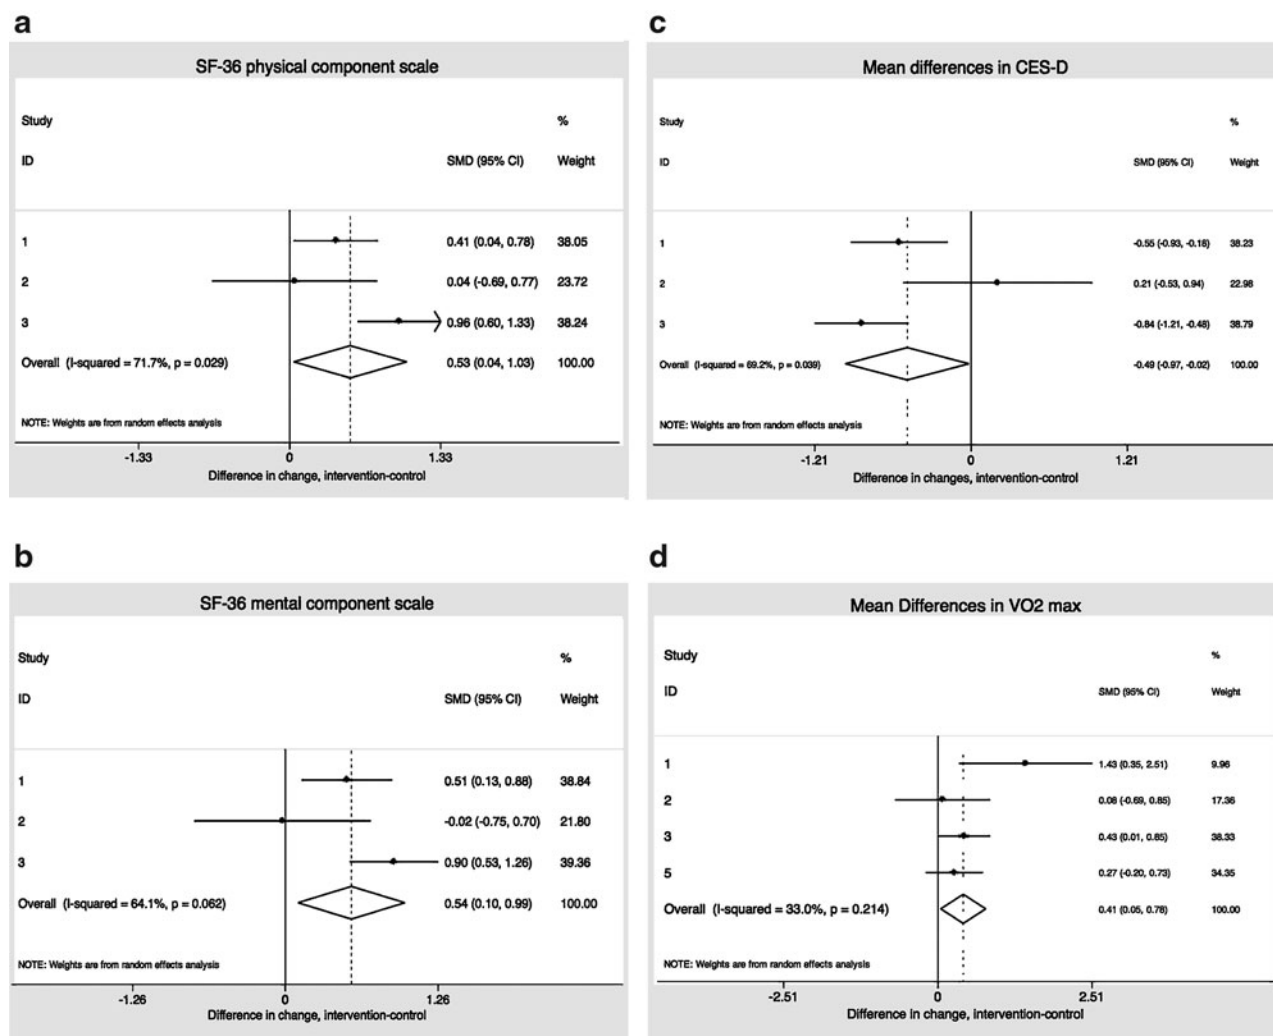 a
SF-36 physical component scale
Study %
ID SMD (95% CI) Weight
1 0.41 (0.04, 0.78) 38.05
2 0.04 (-0.69, 0.77) 23.72
3 0.96 (0.60, 1.33) 38.24
Overall (I-squared = 71.7%, p = 0.029) 0.53 (0.04, 1.03) 100.00
NOTE: Weights are from random effects analysis
-1.33 0 1.33
Difference in change, intervention-control
c
Mean differences in CES-D
Study %
ID SMD (95% CI) Weight
1 -0.55 (-0.93, -0.18) 38.23
2 0.21 (-0.53, 0.94) 22.98
3 -0.84 (-1.21, -0.48) 38.79
Overall (I-squared = 69.2%, p = 0.039) -0.49 (-0.97, -0.02) 100.00
NOTE: Weights are from random effects analysis
-1.21 0 1.21
Difference in changes, intervention-control
b
SF-36 mental component scale
Study %
ID SMD (95% CI) Weight
1 0.51 (0.13, 0.88) 38.84
2 -0.02 (-0.75, 0.70) 21.80
3 0.90 (0.53, 1.26) 39.36
Overall (I-squared = 64.1%, p = 0.062) 0.54 (0.10, 0.99) 100.00
NOTE: Weights are from random effects analysis
-1.26 0 1.26
Difference in change, intervention-control
d
Mean Differences in VO2 max
Study %
ID SMD (95% CI) Weight
1 1.43 (0.35, 2.51) 9.96
2 0.08 (-0.69, 0.85) 17.36
3 0.43 (0.01, 0.85) 38.33
5 0.27 (-0.20, 0.73) 34.35
Overall (I-squared = 33.0%, p = 0.214) 0.41 (0.05, 0.78) 100.00
NOTE: Weights are from random effects analysis
-2.51 0 2.51
Difference in change, intervention-control